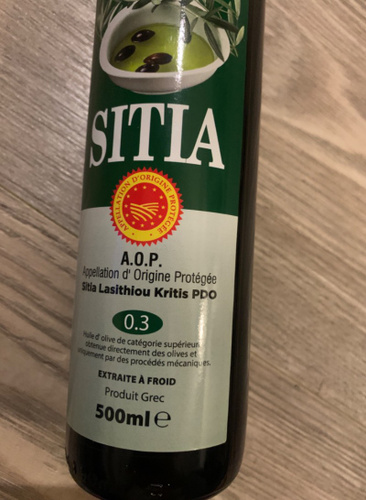 SITIA
APPELLATION D'ORIGINE PROTÉGÉE
A.O.P.
Appellation d' Origine Protégée
Sitia Lasithiou Kritis PDO
0.3
Huile d' olive de catégorie supérieure
obtenue directement des olives et
uniquement par des procédés mécaniques.
EXTRAITE À FROID
Produit Grec
500ml e